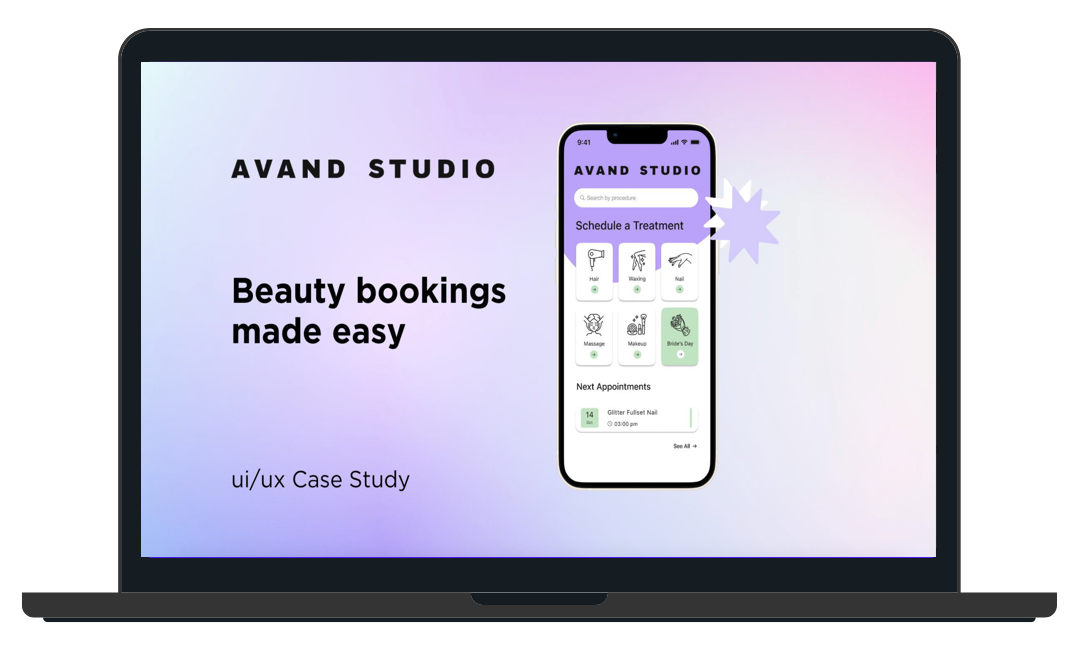 AVAND STUDIO
Beauty bookings
made easy
ui/ux Case Study
9:41
AVAND STUDIO
Search by procedure
Schedule a Treatment
Hair
Waxing
Nail
Massage
Makeup
Bride's Day
Next Appointments
14
Glitter Fullset Nail
03:00 pm
See All →